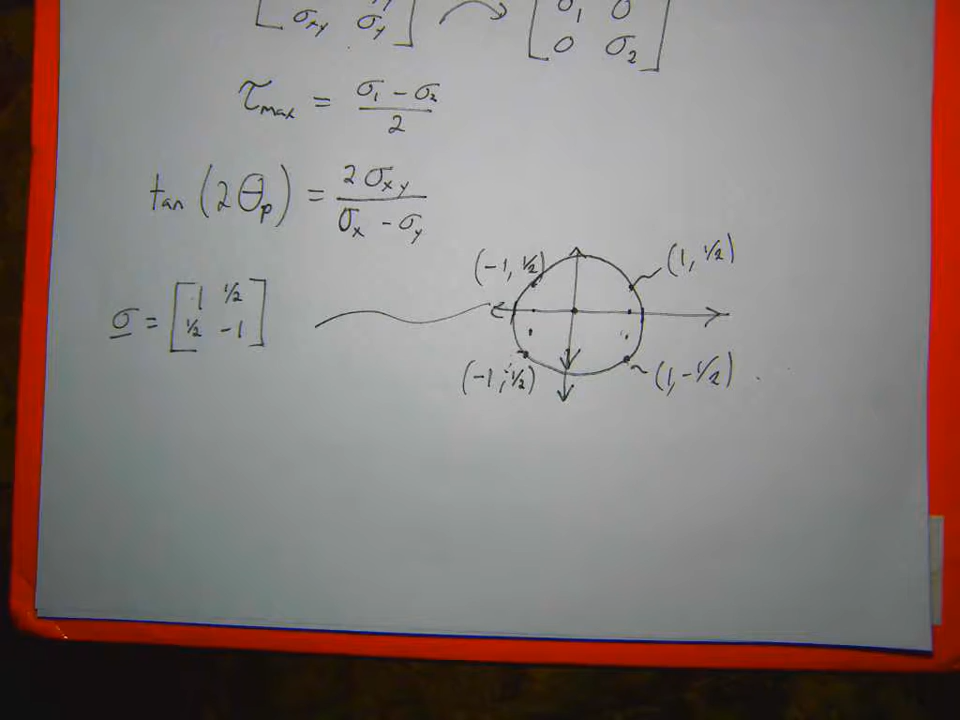 σxy σy
σ1 0
0 σ2
τmax = σ1 - σ2 / 2
tan (2θp) = 2σxy / σx - σy
σ = [1 1/2
1/2 -1]
(-1, 1/2)
(1, 1/2)
(-1, -1/2)
(1, -1/2)